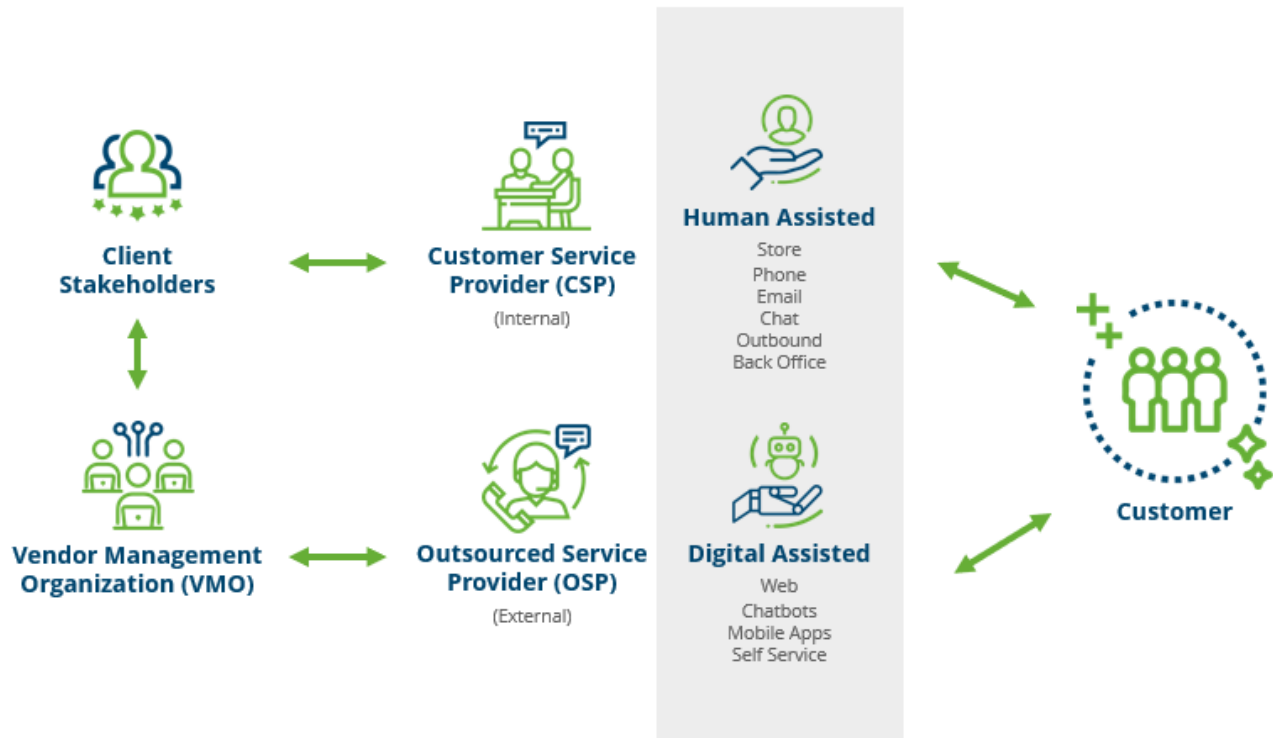 Client
Stakeholders
Customer Service
Provider (CSP)
(Internal)
Vendor Management
Organization (VMO)
Outsourced Service
Provider (OSP)
(External)
Human Assisted
Store
Phone
Email
Chat
Outbound
Back Office
Digital Assisted
Web
Chatbots
Mobile Apps
Self Service
Customer